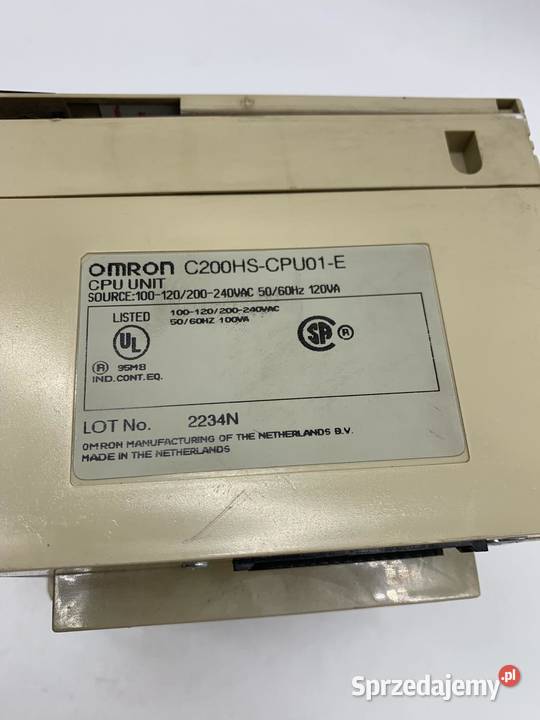 OMRON C200HS-CPU01-E
CPU UNIT
SOURCE:100-120/200-240VAC 50/60Hz 120VA
LISTED 100-120/200-240VAC
50/60HZ 100VA
UL
SA
R
R 95M8
IND.CONT.EQ.
LOT No. 2234N
OMRON MANUFACTURING OF THE NETHERLANDS B.V.
MADE IN THE NETHERLANDS
Sprzedajemy.pl